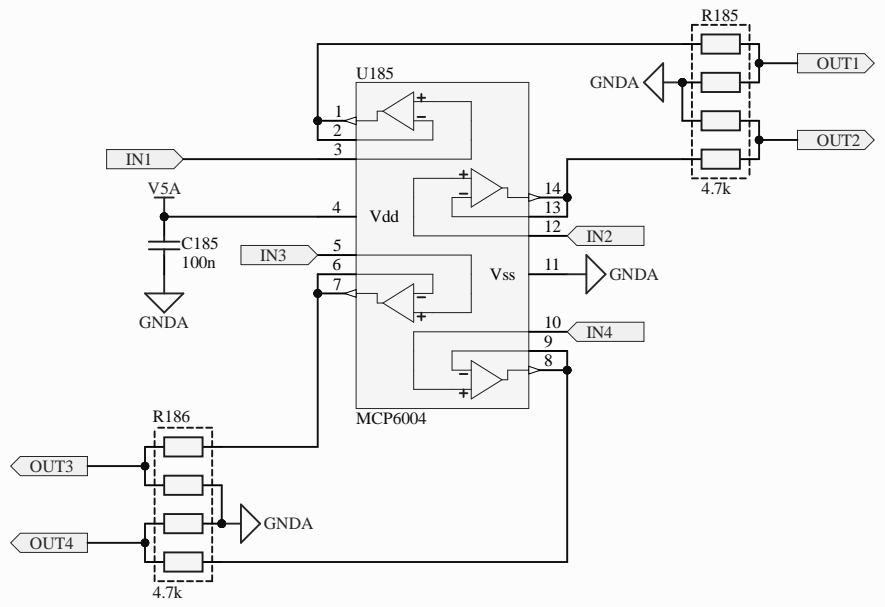 R185
OUT1
U185
GNDA
+
1
−
2
OUT2
3
IN1
4.7k
V5A
+
14
−
13
4
Vdd
12
IN2
C185
100n
IN3
5
6
Vss
11
GNDA
7
−
+
GNDA
10
IN4
9
8
−
+
MCP6004
R186
OUT3
GNDA
OUT4
4.7k